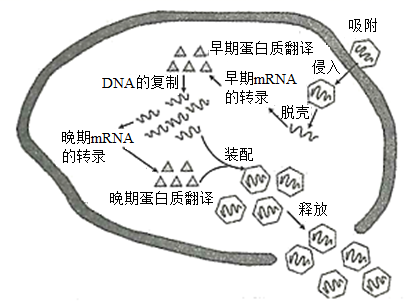 吸附
侵入
脱壳
早期mRNA
的转录
早期蛋白质翻译
DNA的复制
晚期mRNA
的转录
晚期蛋白质翻译
装配
释放